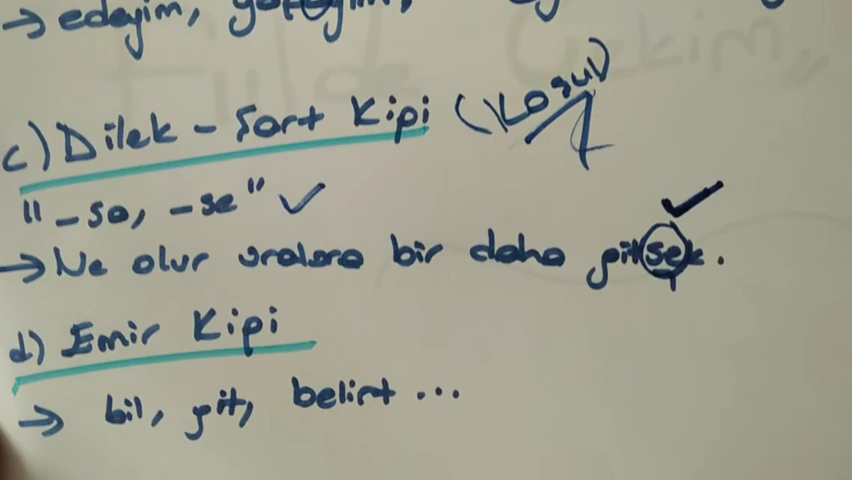 → edeyim,
c) Dilek - Şart Kipi (Koşul)
"-sa, -se" ✓
→ Ne olur oralara bir daha gitsek.
d) Emir Kipi
→ bil, git, belirt...